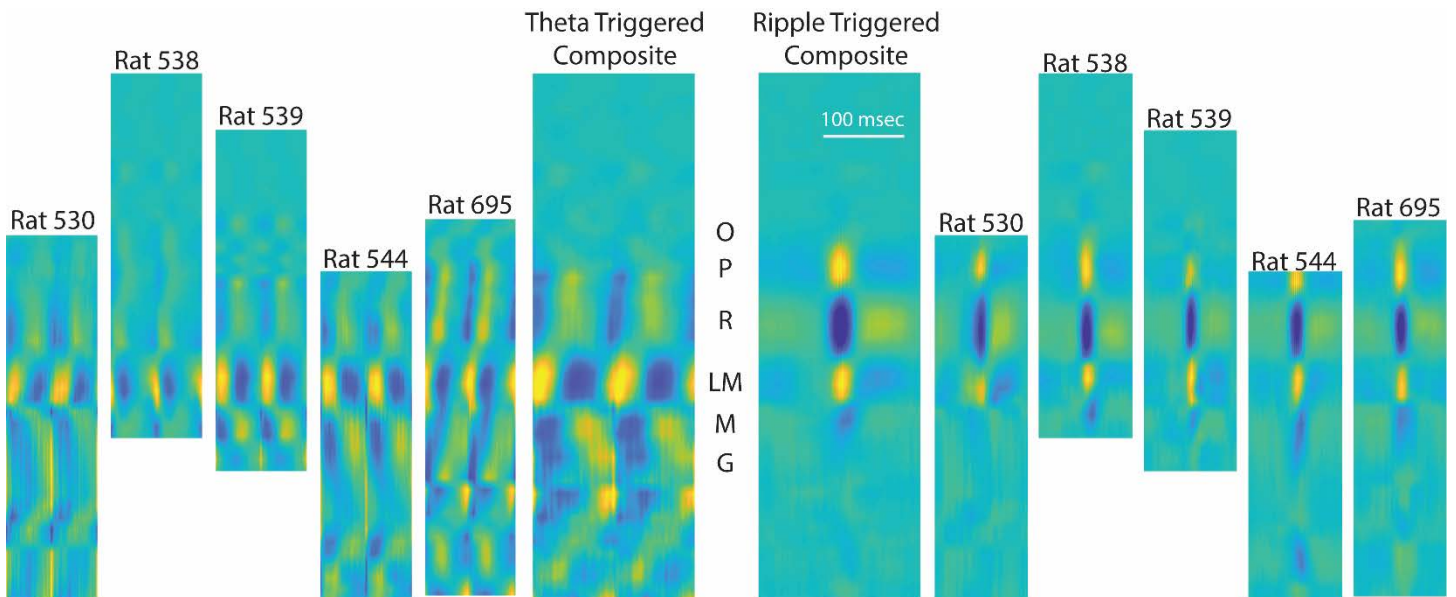 Theta Triggered
Composite
Ripple Triggered
Composite
Rat 538
Rat 539
Rat 530
Rat 544
Rat 695
100 msec
O
P
R
LM
M
G
Rat 530
Rat 538
Rat 539
Rat 544
Rat 695